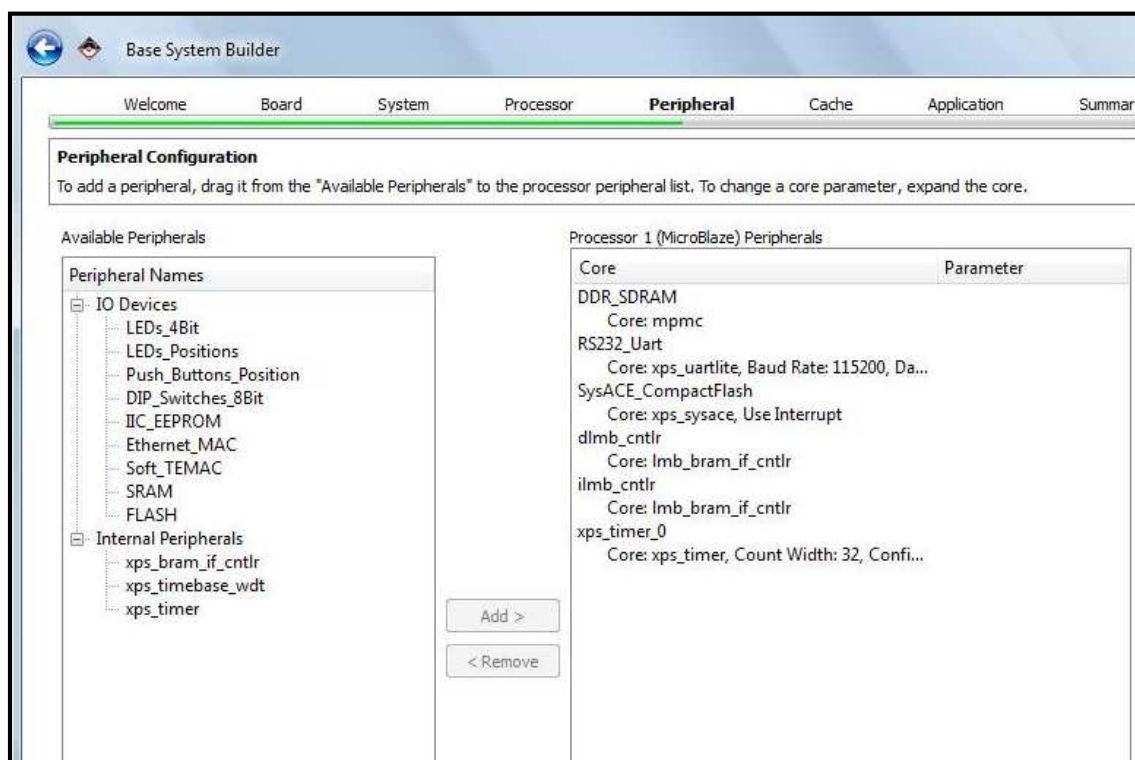 Base System Builder
Welcome Board System Processor Peripheral Cache Application Summar
Peripheral Configuration
To add a peripheral, drag it from the "Available Peripherals" to the processor peripheral list. To change a core parameter, expand the core.
Available Peripherals
Peripheral Names
IO Devices
LEDs_4Bit
LEDs_Positions
Push_Buttons_Position
DIP_Switches_8Bit
IIC_EEPROM
Ethernet_MAC
Soft_TEMAC
SRAM
FLASH
Internal Peripherals
xps_bram_if_cntlr
xps_timebase_wdt
xps_timer
Add >
< Remove
Processor 1 (MicroBlaze) Peripherals
Core Parameter
DDR_SDRAM
Core: mpmc
RS232_Uart
Core: xps_uartlite, Baud Rate: 115200, Da...
SysACE_CompactFlash
Core: xps_sysace, Use Interrupt
dlmb_cntlr
Core: lmb_bram_if_cntlr
ilmb_cntlr
Core: lmb_bram_if_cntlr
xps_timer_0
Core: xps_timer, Count Width: 32, Confi...